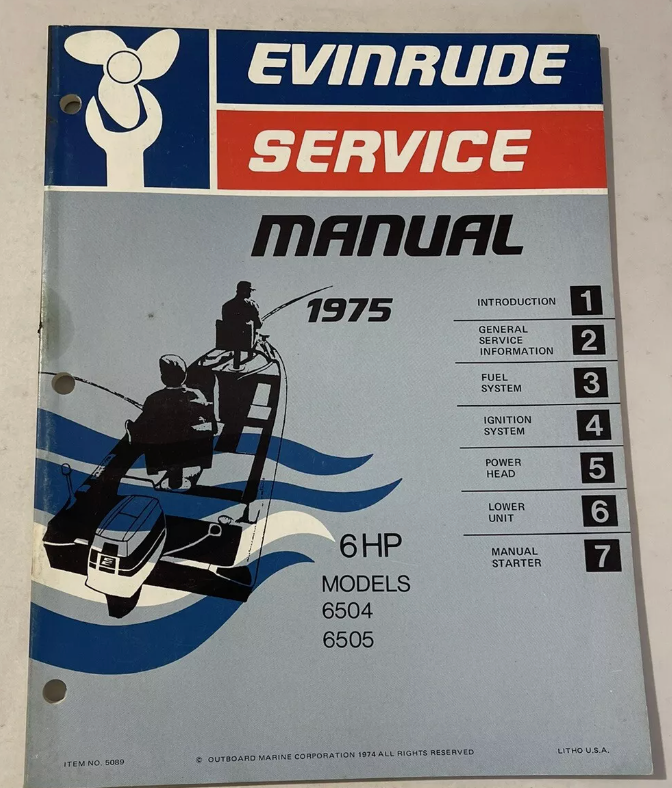 EVINRUDE
SERVICE
MANUAL
1975
INTRODUCTION 1
GENERAL
SERVICE
INFORMATION 2
FUEL
SYSTEM 3
IGNITION
SYSTEM 4
POWER
HEAD 5
LOWER
UNIT 6
MANUAL
STARTER 7
E
6 HP
MODELS
6504
6505
ITEM NO. 5089
© OUTBOARD MARINE CORPORATION 1974 ALL RIGHTS RESERVED
LITHO U.S.A.